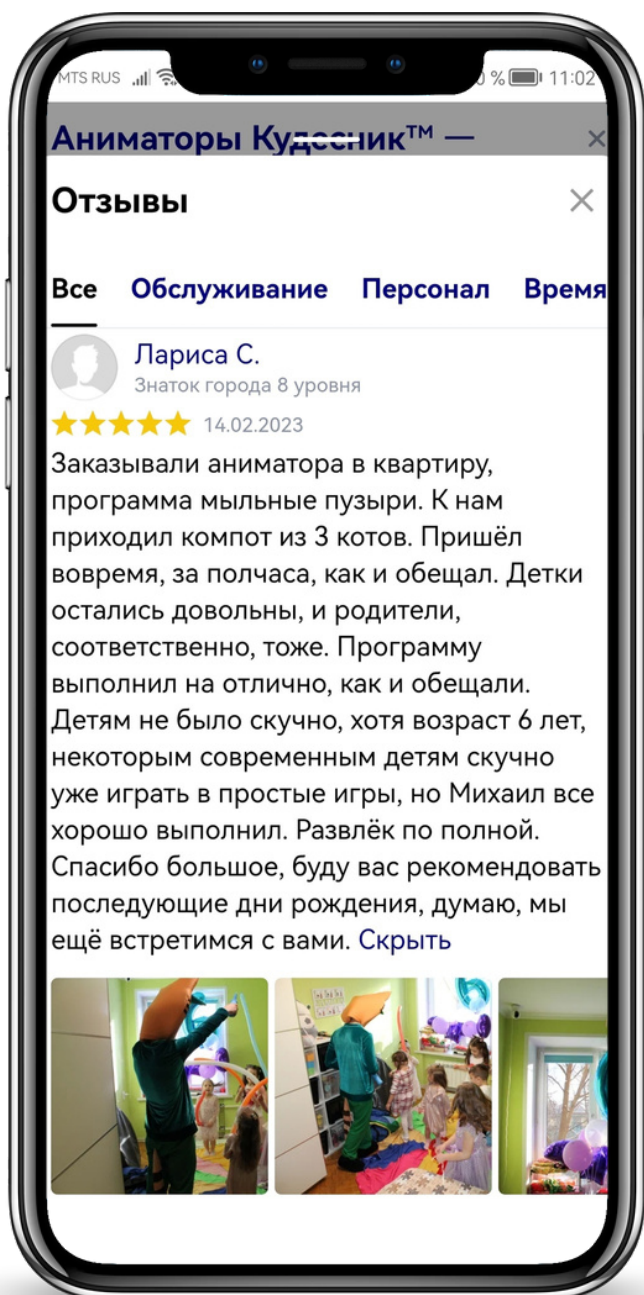 MTS RUS % 11:02
Аниматоры Кудесник™ —
Отзывы
Все Обслуживание Персонал Время
Лариса С.
Знаток города 8 уровня
14.02.2023
Заказывали аниматора в квартиру,
программа мыльные пузыри. К нам
приходил компот из 3 котов. Пришёл
вовремя, за полчаса, как и обещал. Детки
остались довольны, и родители,
соответственно, тоже. Программу
выполнил на отлично, как и обещали.
Детям не было скучно, хотя возраст 6 лет,
некоторым современным детям скучно
уже играть в простые игры, но Михаил все
хорошо выполнил. Развлёк по полной.
Спасибо большое, буду вас рекомендовать
последующие дни рождения, думаю, мы
ещё встретимся с вами. Скрыть